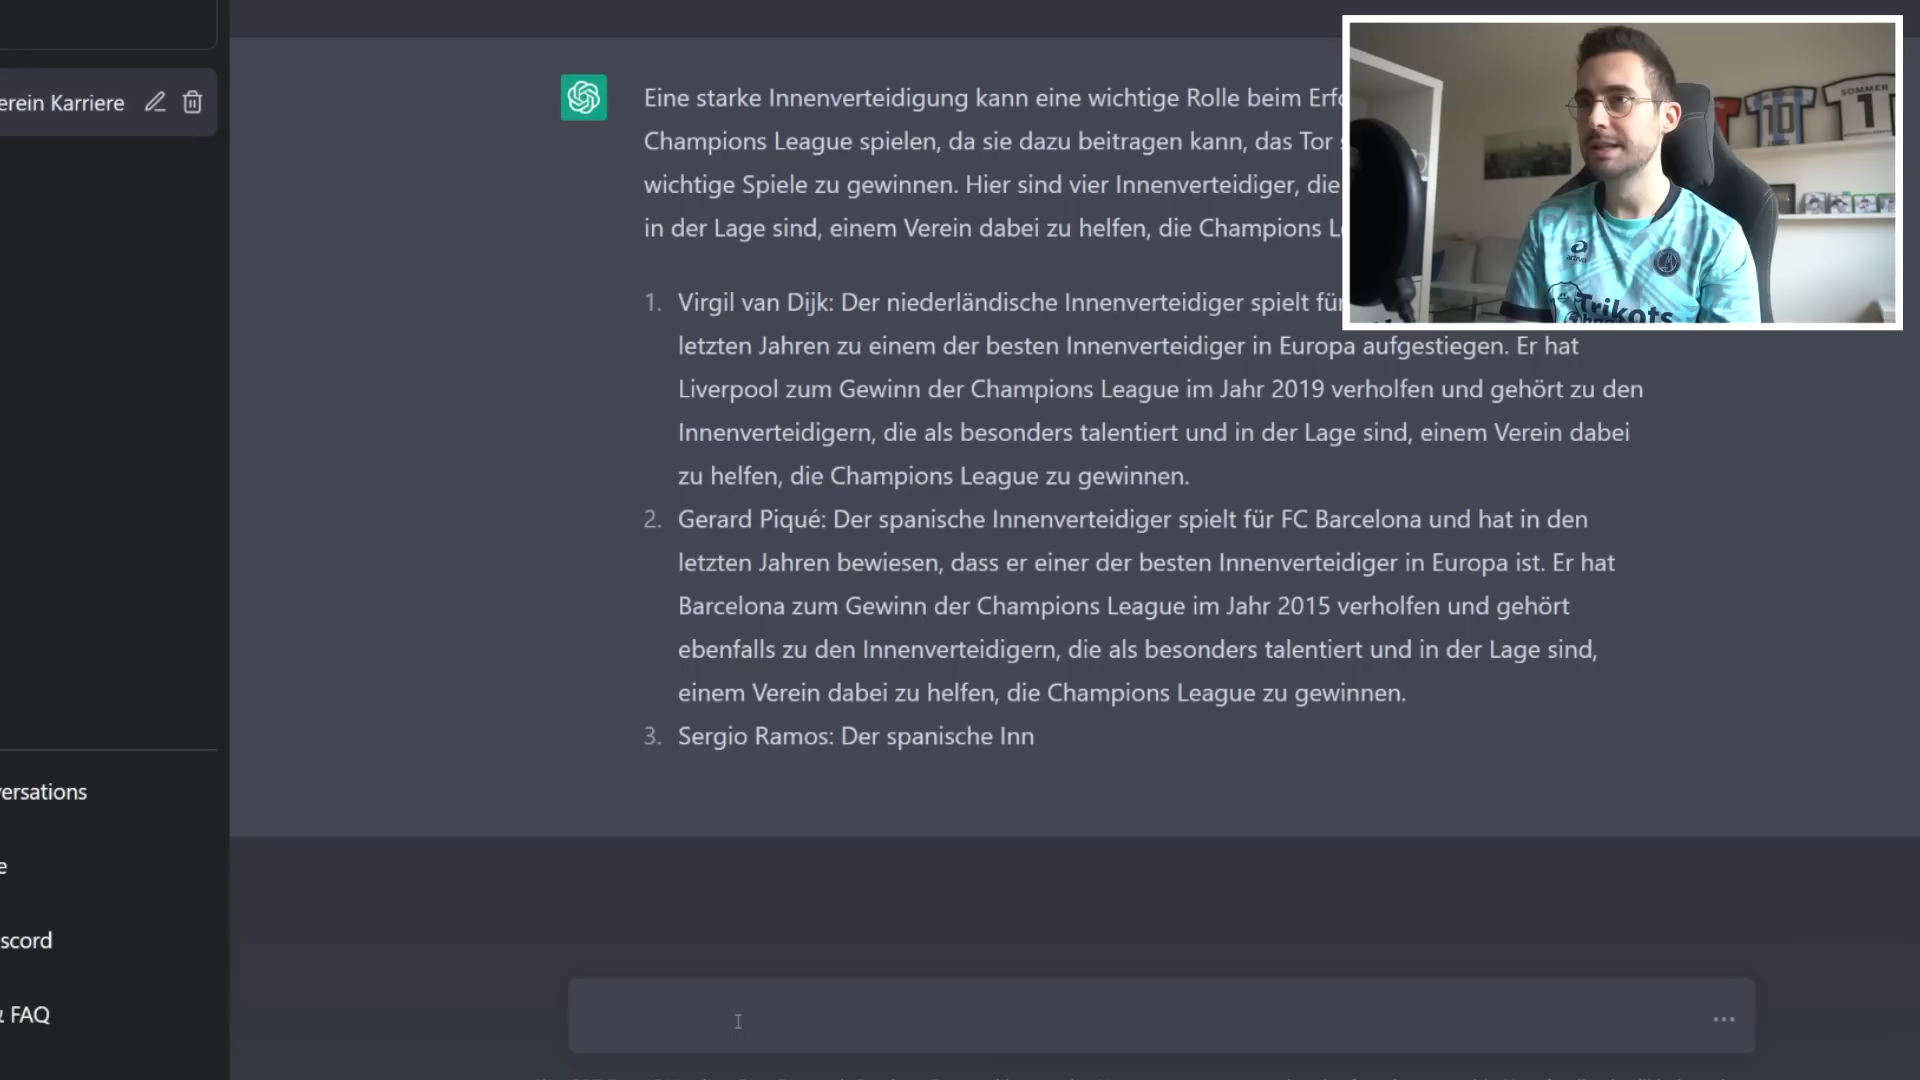 erein Karriere
Eine starke Innenverteidigung kann eine wichtige Rolle beim
Champions League spielen, da sie dazu beitragen kann, das Tor
wichtige Spiele zu gewinnen. Hier sind vier Innenverteidiger, die
in der Lage sind, einem Verein dabei zu helfen, die Champions
1. Virgil van Dijk: Der niederländische Innenverteidiger spielt für
letzten Jahren zu einem der besten Innenverteidiger in Europa aufgestiegen. Er hat
Liverpool zum Gewinn der Champions League im Jahr 2019 verholfen und gehört zu den
Innenverteidigern, die als besonders talentiert und in der Lage sind, einem Verein dabei
zu helfen, die Champions League zu gewinnen.
2. Gerard Piqué: Der spanische Innenverteidiger spielt für FC Barcelona und hat in den
letzten Jahren bewiesen, dass er einer der besten Innenverteidiger in Europa ist. Er hat
Barcelona zum Gewinn der Champions League im Jahr 2015 verholfen und gehört
ebenfalls zu den Innenverteidigern, die als besonders talentiert und in der Lage sind,
einem Verein dabei zu helfen, die Champions League zu gewinnen.
3. Sergio Ramos: Der spanische Inn
ersations
e
scord
& FAQ
SOMMER
1
10
Trikots